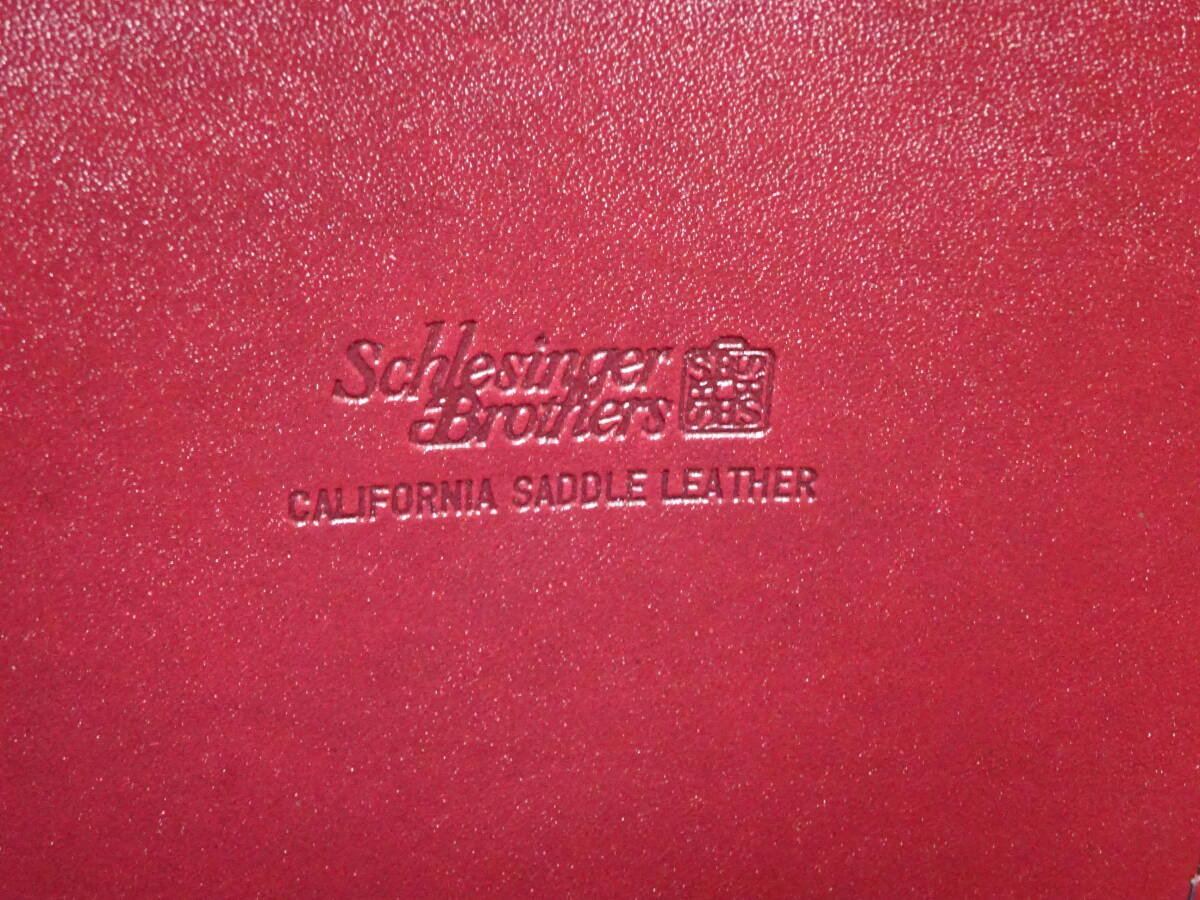 Schlesinger
Brothers
CALIFORNIA SADDLE LEATHER